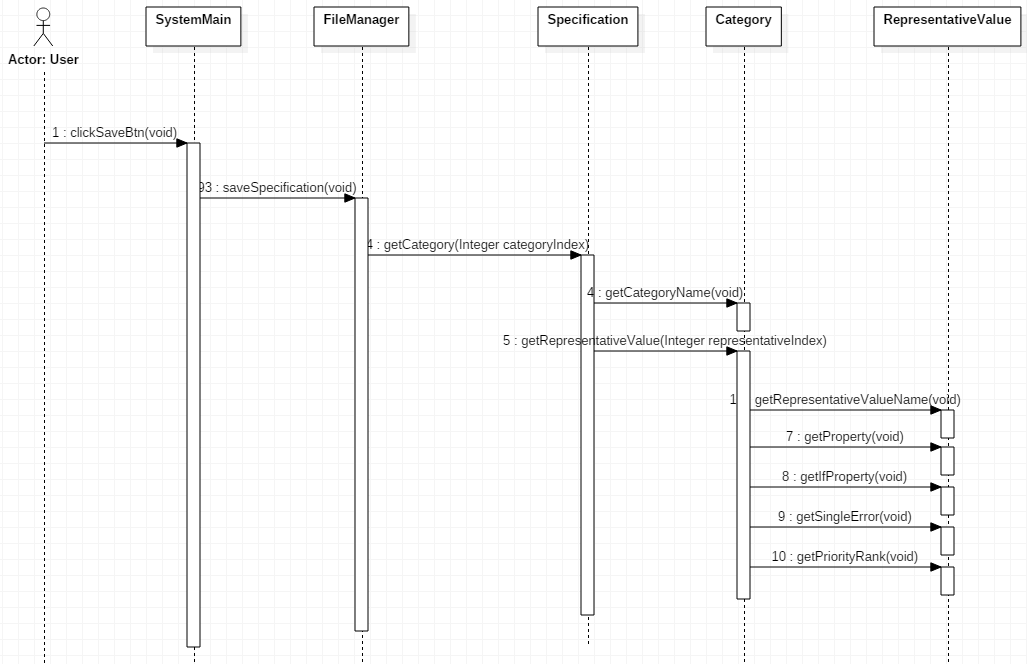 SystemMain
FileManager
Specification
Category
RepresentativeValue
Actor: User
1 : clickSaveBtn(void)
93 : saveSpecification(void)
4 : getCategory(Integer categoryIndex)
4 : getCategoryName(void)
5 : getRepresentativeValue(Integer representativeIndex)
1 getRepresentativeValueName(void)
7 : getProperty(void)
8 : getIfProperty(void)
9 : getSingleError(void)
10 : getPriorityRank(void)